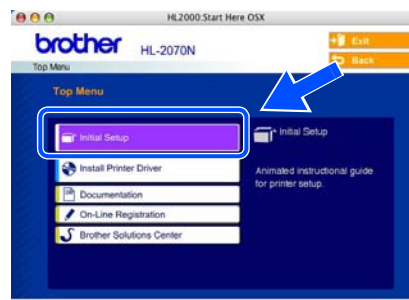 HL2000:Start Here OSX
brother HL-2070N
Exit
Back
Top Menu
Top Menu
Initial Setup
Install Printer Driver
Documentation
On-Line Registration
Brother Solutions Center
Initial Setup
Animated instructional guide
for printer setup.